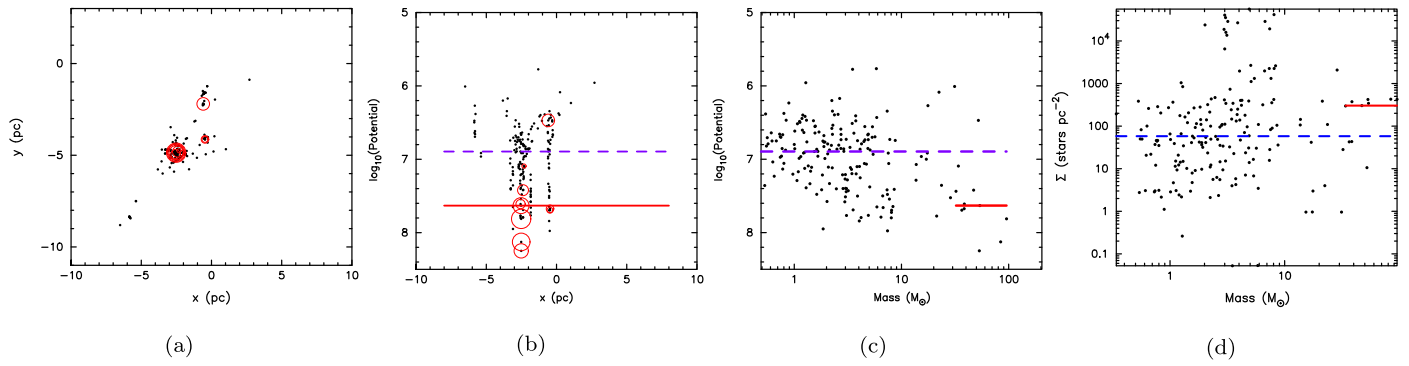 y (pc)
0
−5
−10
−10 −5 0 5 10
x (pc)
(a)
log₁₀(Potential)
5
6
7
8
−10 −5 0 5 10
x (pc)
(b)
log₁₀(Potential)
5
6
7
8
1 10 100
Mass (M☉)
(c)
Σ (stars pc⁻²)
10⁴
1000
100
10
1
0.1
1 10
Mass (M☉)
(d)